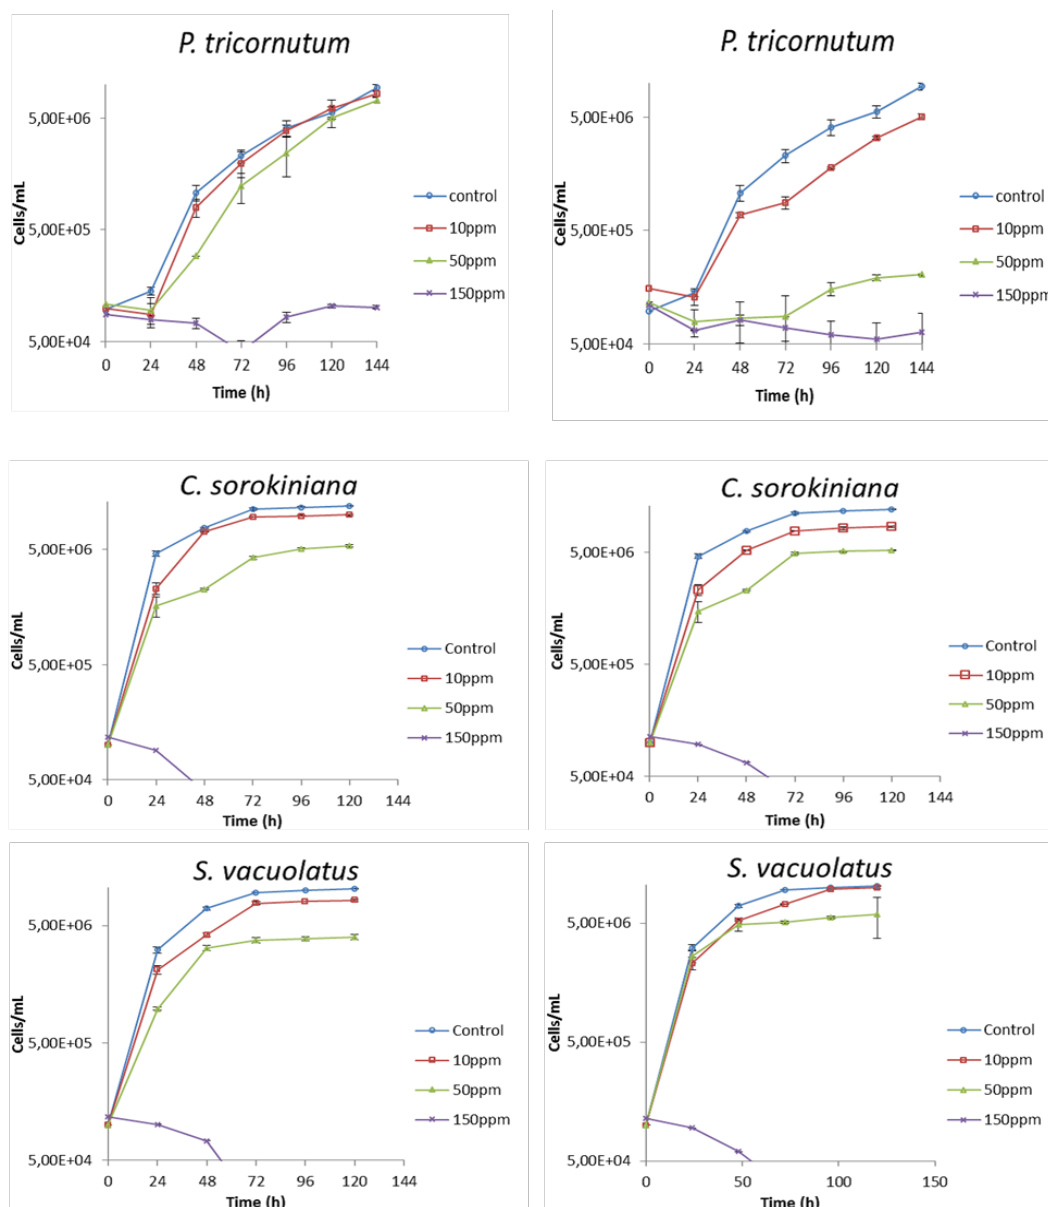 P. tricornutum
5,00E+06
5,00E+05
5,00E+04
Cells/mL
0 24 48 72 96 120 144
Time (h)
control
10ppm
50ppm
150ppm
P. tricornutum
5,00E+06
5,00E+05
5,00E+04
Cells/mL
0 24 48 72 96 120 144
Time (h)
control
10ppm
50ppm
150ppm
C. sorokiniana
5,00E+06
5,00E+05
5,00E+04
Cells/mL
0 24 48 72 96 120 144
Time (h)
Control
10ppm
50ppm
150ppm
C. sorokiniana
5,00E+06
5,00E+05
5,00E+04
Cells/mL
0 24 48 72 96 120 144
Time (h)
Control
10ppm
50ppm
150ppm
S. vacuolatus
5,00E+06
5,00E+05
5,00E+04
Cells/mL
0 24 48 72 96 120 144
Time (h)
Control
10ppm
50ppm
150ppm
S. vacuolatus
5,00E+06
5,00E+05
5,00E+04
Cells/mL
0 50 100 150
Time (h)
Control
10ppm
50ppm
150ppm